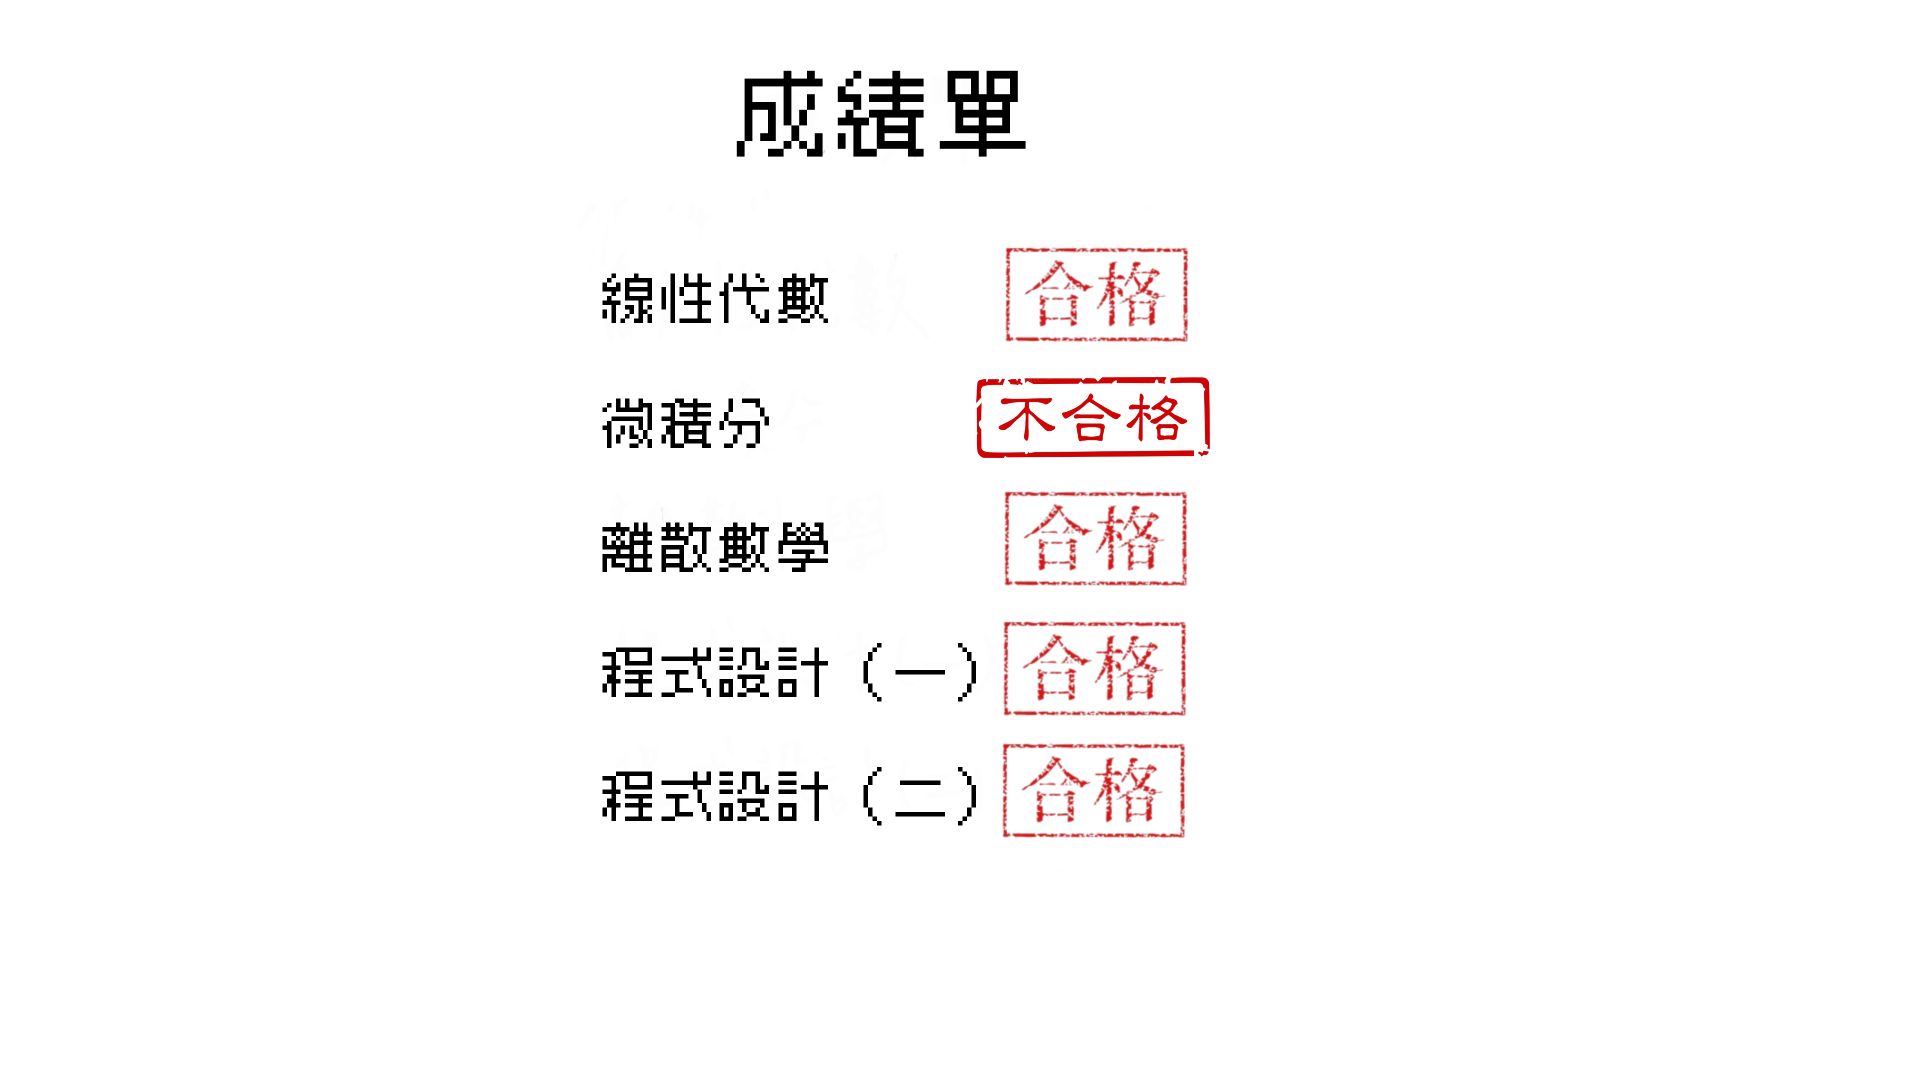 成績單
線性代數 合格
微積分 不合格
離散數學 合格
程式設計（一） 合格
程式設計（二） 合格